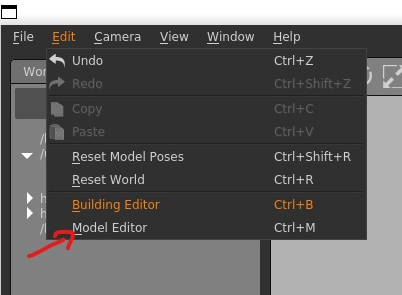 File Edit Camera View Window Help
Wor
Undo Ctrl+Z
Redo Ctrl+Shift+Z
Copy Ctrl+C
Paste Ctrl+V
Reset Model Poses Ctrl+Shift+R
Reset World Ctrl+R
Building Editor Ctrl+B
Model Editor Ctrl+M